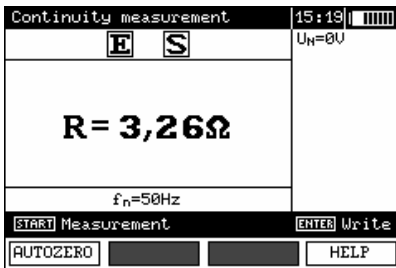 Continuity measurement 15:19
E S
U_N=0V
R= 3,26Ω
f_n=50Hz
START Measurement ENTER Write
AUTOZERO HELP